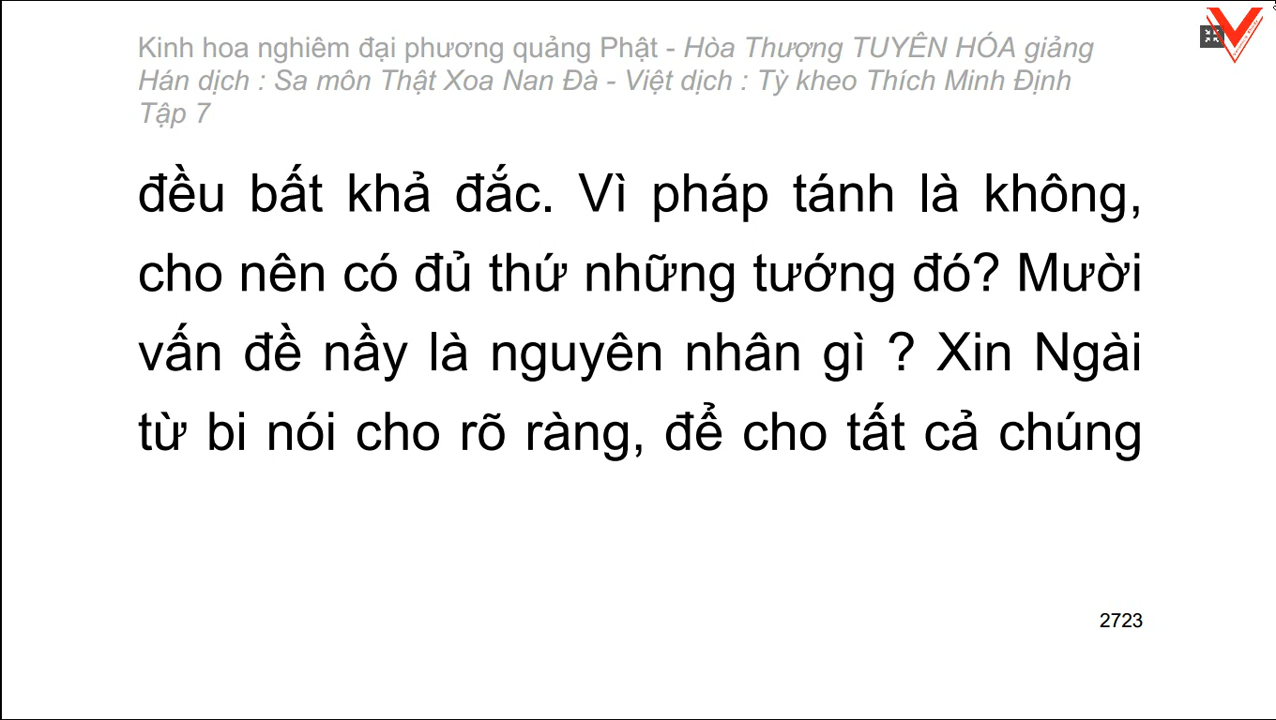 Kinh hoa nghiêm đại phương quảng Phật - Hòa Thượng TUYÊN HÓA giảng
Hán dịch : Sa môn Thật Xoa Nan Đà - Việt dịch : Tỳ kheo Thích Minh Định
Tập 7
đều bất khả đắc. Vì pháp tánh là không,
cho nên có đủ thứ những tướng đó? Mười
vấn đề nầy là nguyên nhân gì ? Xin Ngài
từ bi nói cho rõ ràng, để cho tất cả chúng
2723